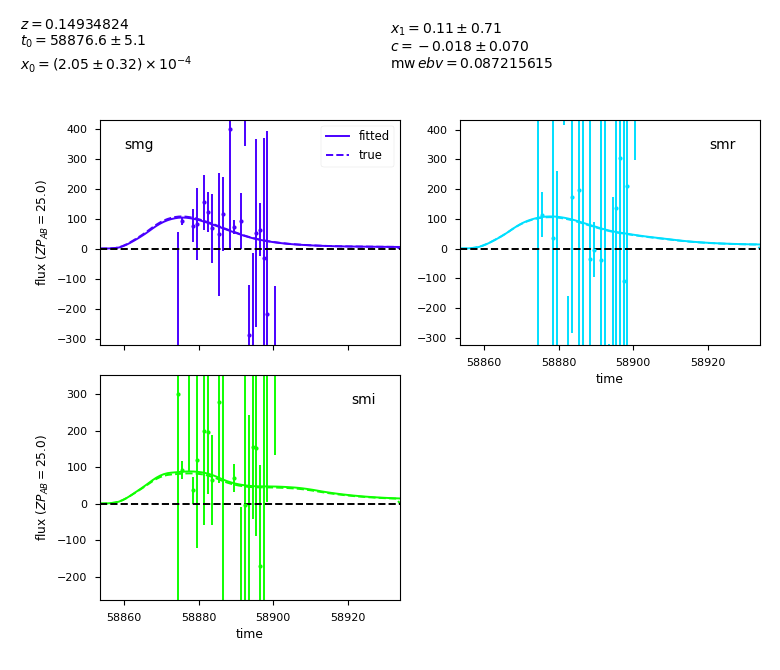 z = 0.14934824
t₀ = 58876.6 ± 5.1
x₀ = (2.05 ± 0.32) × 10⁻⁴
x₁ = 0.11 ± 0.71
c = −0.018 ± 0.070
mw ebv = 0.087215615
smg
fitted
true
400
300
200
100
0
−100
−200
−300
flux (ZP_AB = 25.0)
smr
400
300
200
100
0
−100
−200
−300
58860 58880 58900 58920
time
smi
300
200
100
0
−100
−200
flux (ZP_AB = 25.0)
58860 58880 58900 58920
time